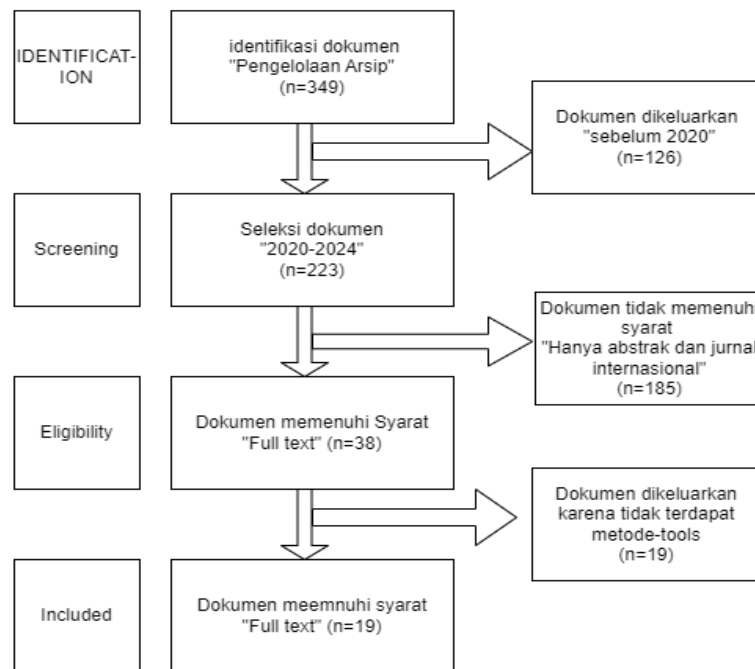 IDENTIFICAT-
ION
identifikasi dokumen
"Pengelolaan Arsip"
(n=349)
Dokumen dikeluarkan
"sebelum 2020"
(n=126)
Screening
Seleksi dokumen
"2020-2024"
(n=223)
Dokumen tidak memenuhi
syarat
"Hanya abstrak dan jurnal
internasional"
(n=185)
Eligibility
Dokumen memenuhi Syarat
"Full text" (n=38)
Dokumen dikeluarkan
karena tidak terdapat
metode-tools
(n=19)
Included
Dokumen meemnuhi syarat
"Full text" (n=19)